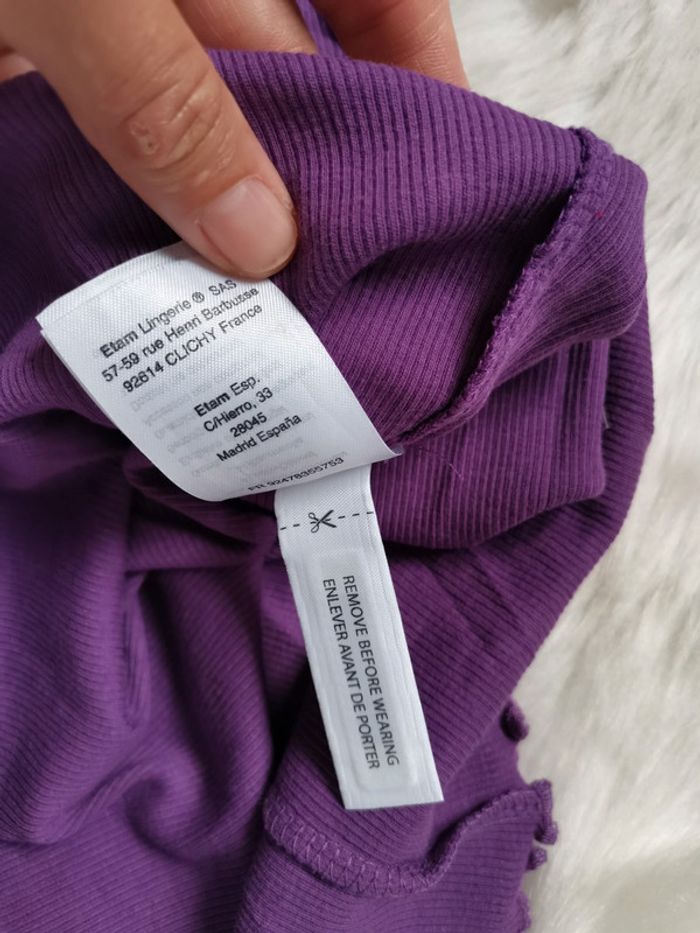 Etam Lingerie ® SAS
57-59 rue Henri Barbusse
92614 CLICHY France
Etam Esp.
C/Hierro, 33
28045
Madrid España
FR 92478355753
REMOVE BEFORE WEARING
ENLEVER AVANT DE PORTER